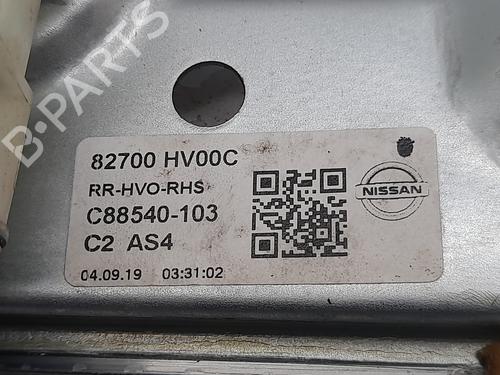 B-PARTS
82700 HV00C
RR-HVO-RHS
C88540-103
C2 AS4
04.09.19 03:31:02
NISSAN